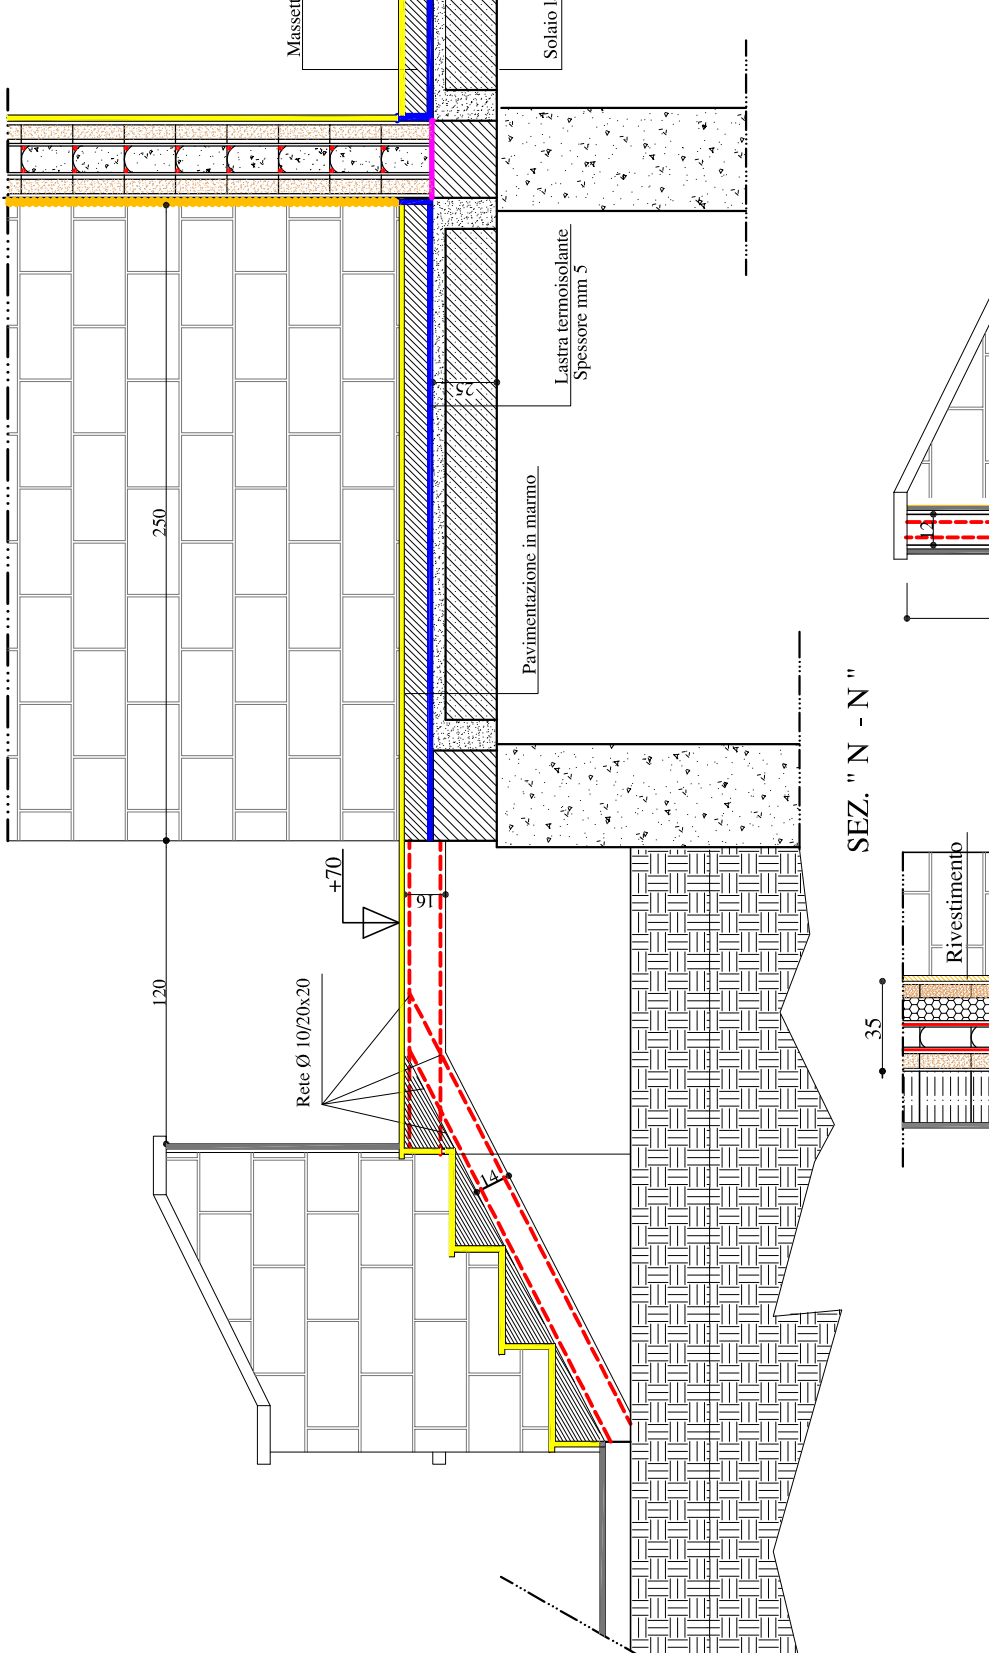 Massett
Solaio l
250
Lastra termoisolante
Spessore mm 5
25
Pavimentazione in marmo
12
SEZ. " N - N "
+70
16
120
Rete Ø 10/20x20
14
Rivestimento
35